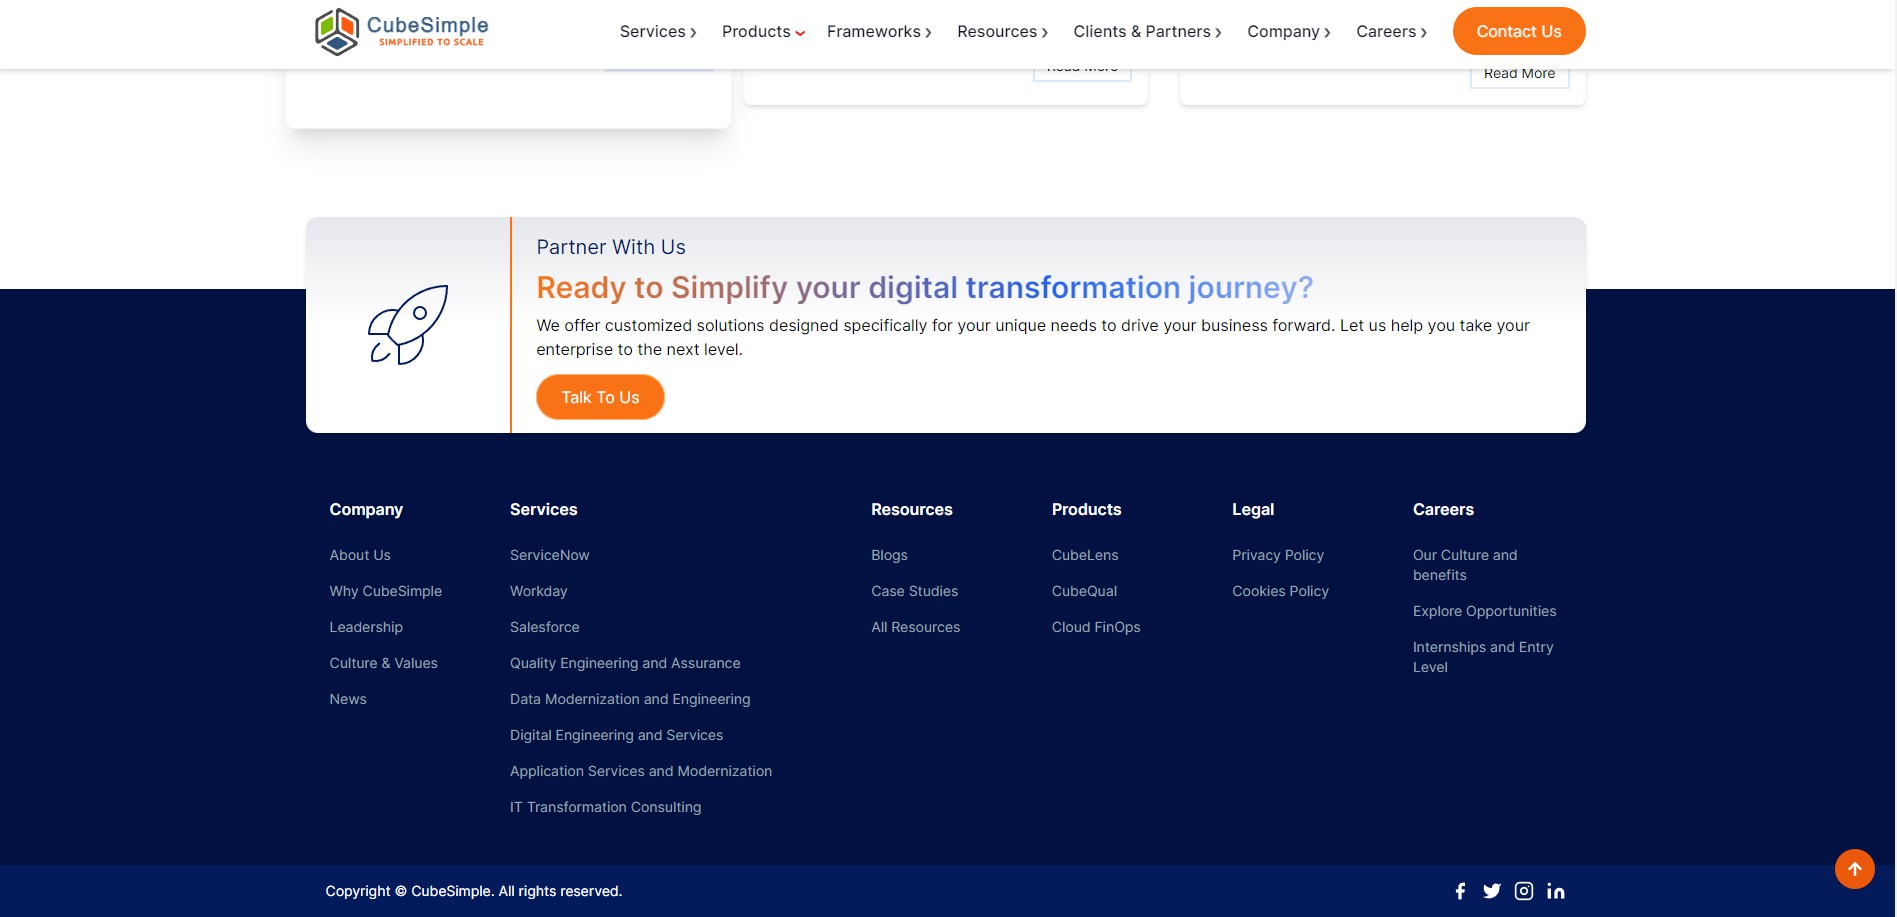 CubeSimple
SIMPLIFIED TO SCALE
Services
Products
Frameworks
Resources
Clients & Partners
Company
Careers
Contact Us
Read More
Read More
Partner With Us
Ready to Simplify your digital transformation journey?
We offer customized solutions designed specifically for your unique needs to drive your business forward. Let us help you take your
enterprise to the next level.
Talk To Us
Company
About Us
Why CubeSimple
Leadership
Culture & Values
News
Services
ServiceNow
Workday
Salesforce
Quality Engineering and Assurance
Data Modernization and Engineering
Digital Engineering and Services
Application Services and Modernization
IT Transformation Consulting
Resources
Blogs
Case Studies
All Resources
Products
CubeLens
CubeQual
Cloud FinOps
Legal
Privacy Policy
Cookies Policy
Careers
Our Culture and
benefits
Explore Opportunities
Internships and Entry
Level
Copyright © CubeSimple. All rights reserved.